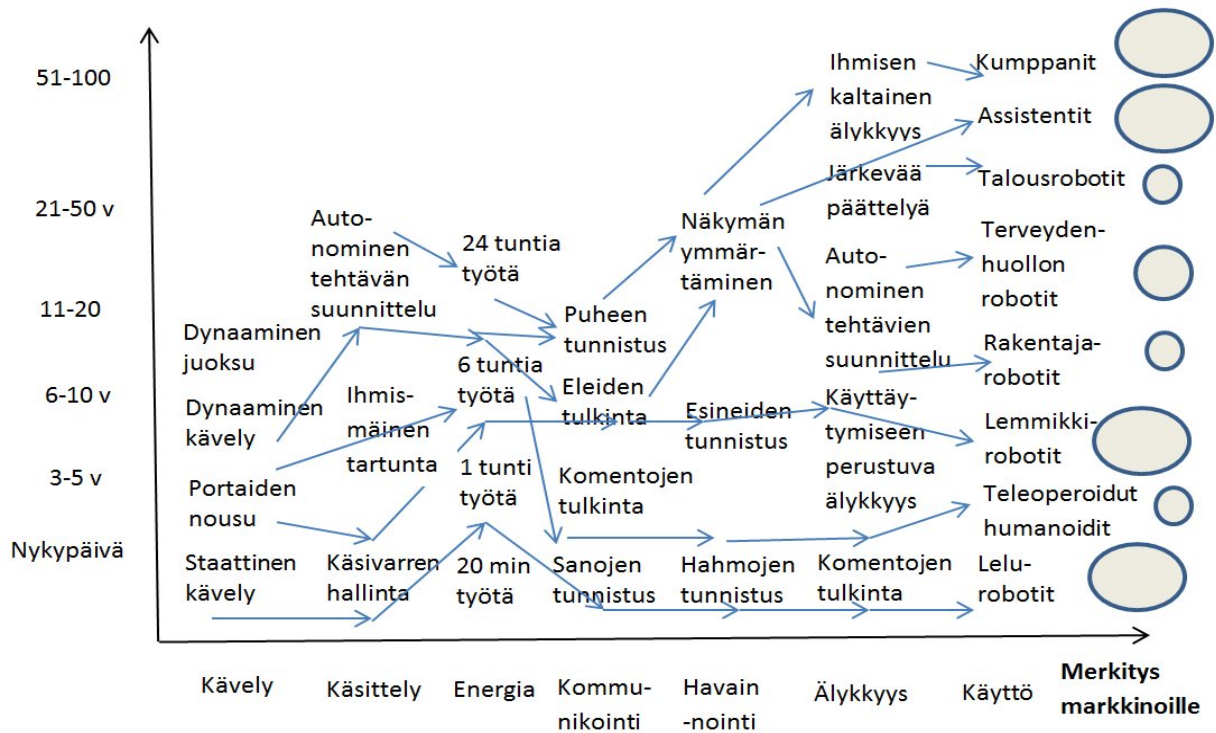 51-100
21-50 v
11-20
6-10 v
3-5 v
Nykypäivä
Dynaaminen
juoksu
Dynaaminen
kävely
Portaiden
nousu
Staattinen
kävely
Auto-
nominen
tehtävän
suunnittelu
Ihmis-
mäinen
tartunta
Käsivarren
hallinta
24 tuntia
työtä
6 tuntia
työtä
1 tunti
työtä
20 min
työtä
Puheen
tunnistus
Eleiden
tulkinta
Komentojen
tulkinta
Sanojen
tunnistus
Näkymän
ymmär-
täminen
Esineiden
tunnistus
Hahmojen
tunnistus
Ihmisen
kaltainen
älykkyys
Järkevää
päättelyä
Auto-
nominen
tehtävien
suunnittelu
Käyttäy-
tymiseen
perustuva
älykkyys
Komentojen
tulkinta
Kumppanit
Assistentit
Talousrobotit
Terveyden-
huollon
robotit
Rakentaja-
robotit
Lemmikki-
robotit
Teleoperoidut
humanoidit
Lelu-
robotit
Kävely
Käsittely
Energia
Kommu-
nikointi
Havain
-nointi
Älykkyys
Käyttö
Merkitys
markkinoille